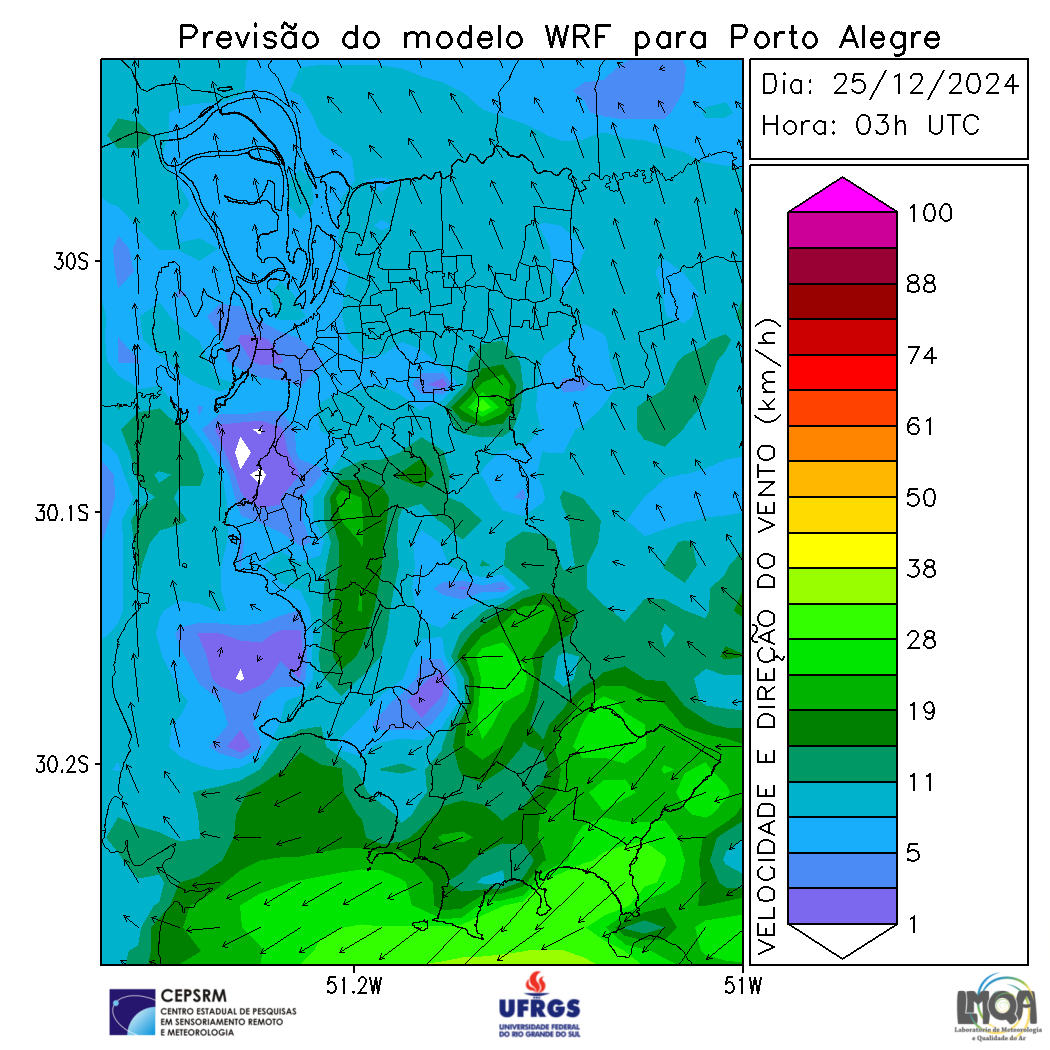 Previsão do modelo WRF para Porto Alegre
Dia: 25/12/2024
Hora: 03h UTC
VELOCIDADE E DIREÇÃO DO VENTO (km/h)
100
88
74
61
50
38
28
19
11
5
1
30S
30.1S
30.2S
51.2W
51W
CEPSRM
CENTRO ESTADUAL DE PESQUISAS
EM SENSORIAMENTO REMOTO
E METEOROLOGIA
UFRGS
UNIVERSIDADE FEDERAL
DO RIO GRANDE DO SUL
LMQA
Laboratório de Meteorologia
e Qualidade do Ar